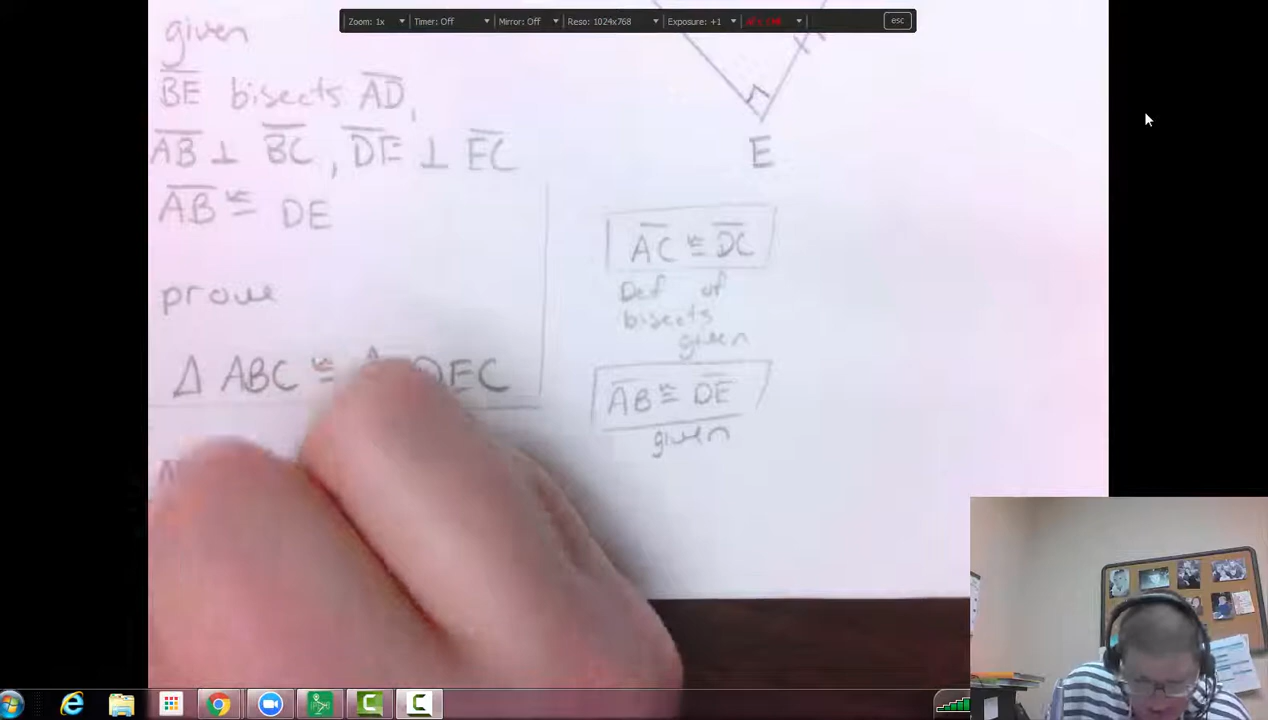 Zoom: 1x Timer: Off Mirror: Off Reso: 1024x768 Exposure: +1 esc
given
BE bisects AD,
AB ⊥ BC, DE ⊥ EC
AB ≅ DE
prove
Δ ABC ≅ Δ DEC
E
AC ≅ DC
Def of
bisects
given
AB ≅ DE
given